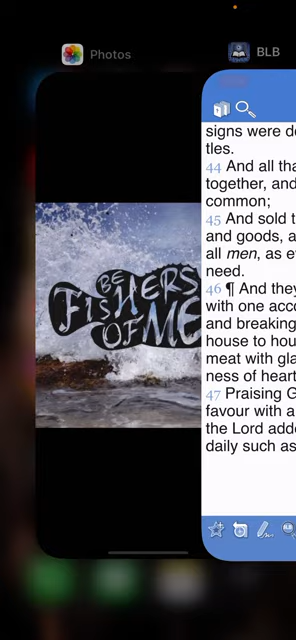 Photos
BLB
BE
FISHERS
OF ME
signs were d
tles.
44 And all tha
together, and
common;
45 And sold t
and goods, a
all men, as e
need.
46 ¶ And they
with one acco
and breaking
house to hou
meat with gla
ness of heart
47 Praising G
favour with a
the Lord adde
daily such as